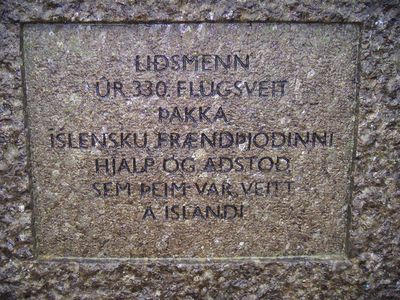 LIÐSMENN
ÚR 330. FLUGSVEIT
ÞAKKA
ÍSLENSKU FRÆNDÞJÓÐINNI
HJÁLP OG AÐSTOÐ
SEM ÞEIM VAR VEITT
Á ÍSLANDI